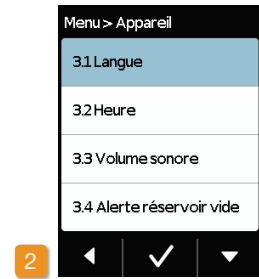 Menu > Appareil
3.1 Langue
3.2 Heure
3.3 Volume sonore
3.4 Alerte réservoir vide
2